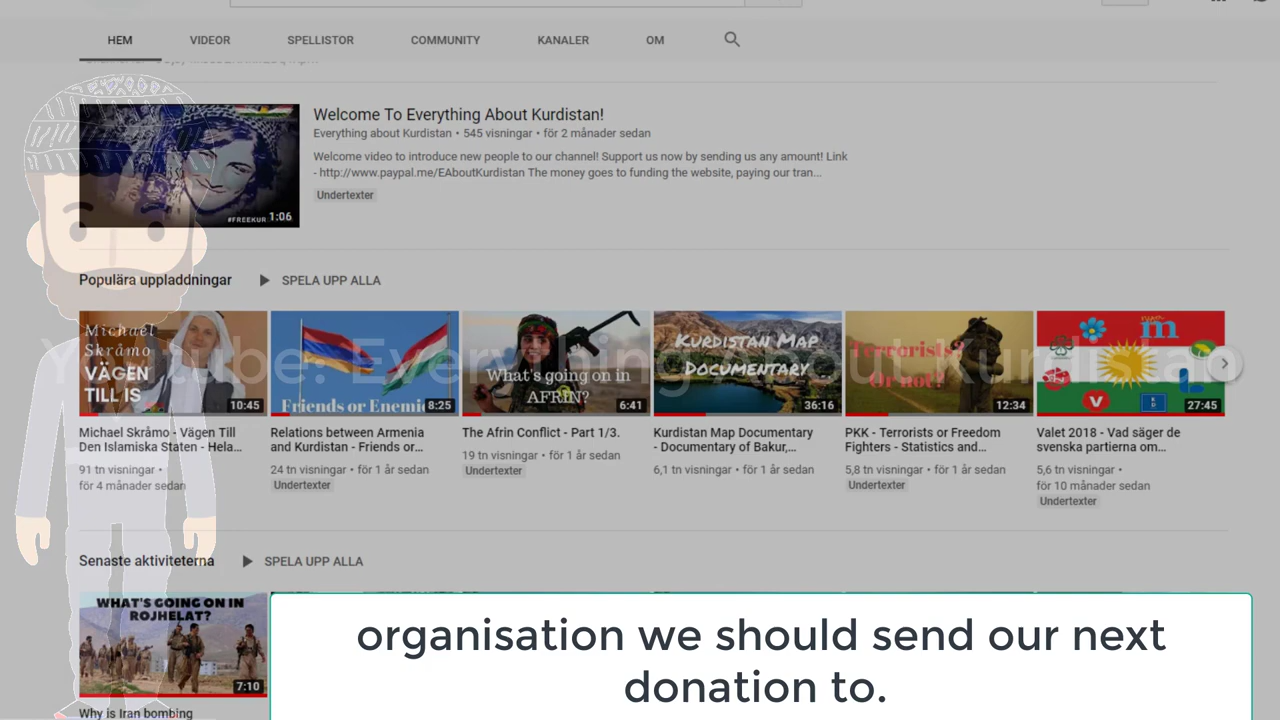 HEM VIDEOR SPELLISTOR COMMUNITY KANALER OM
Welcome To Everything About Kurdistan!
Everything about Kurdistan • 545 visningar • för 2 månader sedan
Welcome video to introduce new people to our channel! Support us now by sending us any amount! Link
- http://www.paypal.me/EAboutKurdistan The money goes to funding the website, paying our tran...
Undertexter
#FREEKUR 1:06
Populära uppladdningar SPELA UPP ALLA
Michael
Skråmo
VÄGEN
TILL IS
10:45
Friends or Enemie
8:25
What's going on in
AFRIN?
6:41
Kurdistan Map
Documentary
36:16
Terrorists?
Or not?
12:34
m
V
27:45
Youtube: Everything About Kurdistan
Michael Skråmo - Vägen Till
Den Islamiska Staten - Hela...
91 tn visningar •
för 4 månader sedan
Relations between Armenia
and Kurdistan - Friends or...
24 tn visningar • för 1 år sedan
Undertexter
The Afrin Conflict - Part 1/3.
19 tn visningar • för 1 år sedan
Undertexter
Kurdistan Map Documentary
- Documentary of Bakur,...
6,1 tn visningar • för 1 år sedan
PKK - Terrorists or Freedom
Fighters - Statistics and...
5,8 tn visningar • för 1 år sedan
Undertexter
Valet 2018 - Vad säger de
svenska partierna om...
5,6 tn visningar •
för 10 månader sedan
Undertexter
Senaste aktiviteterna SPELA UPP ALLA
WHAT'S GOING ON IN
ROJHELAT?
7:10
Why is Iran bombing
organisation we should send our next
donation to.